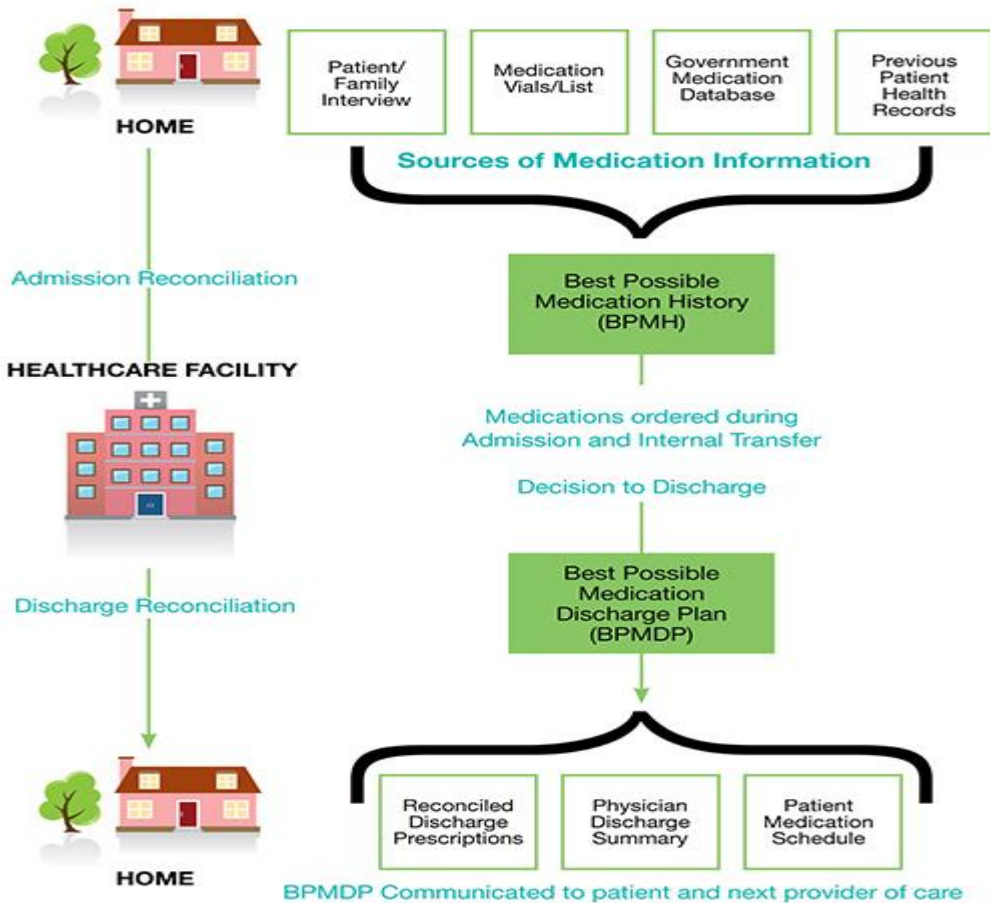 Patient/
Family
Interview
Medication
Vials/List
Government
Medication
Database
Previous
Patient
Health
Records
HOME
Sources of Medication Information
Admission Reconciliation
Best Possible
Medication History
(BPMH)
HEALTHCARE FACILITY
Medications ordered during
Admission and Internal Transfer
Decision to Discharge
Best Possible
Medication
Discharge Plan
(BPMDP)
Discharge Reconciliation
Reconciled
Discharge
Prescriptions
Physician
Discharge
Summary
Patient
Medication
Schedule
HOME
BPMDP Communicated to patient and next provider of care